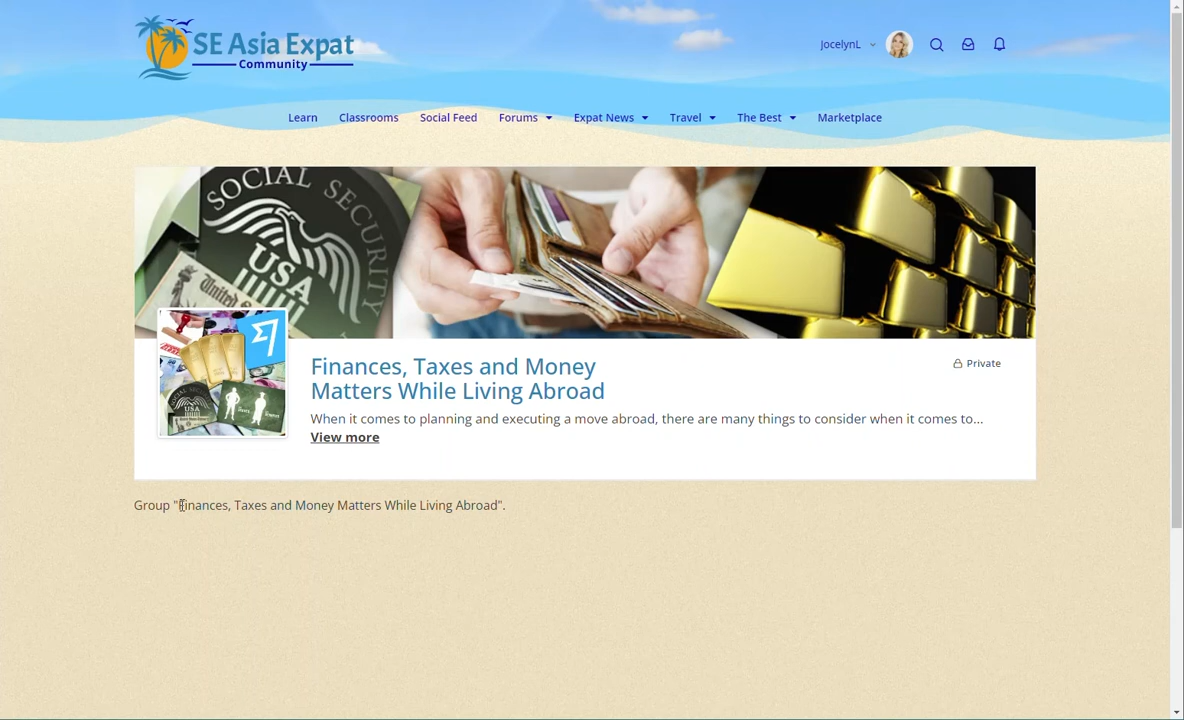 SE Asia Expat
Community
JocelynL
Learn Classrooms Social Feed Forums Expat News Travel The Best Marketplace
SOCIAL SECURITY
USA
United
Finances, Taxes and Money
Matters While Living Abroad
Private
When it comes to planning and executing a move abroad, there are many things to consider when it comes to...
View more
Group "Finances, Taxes and Money Matters While Living Abroad".